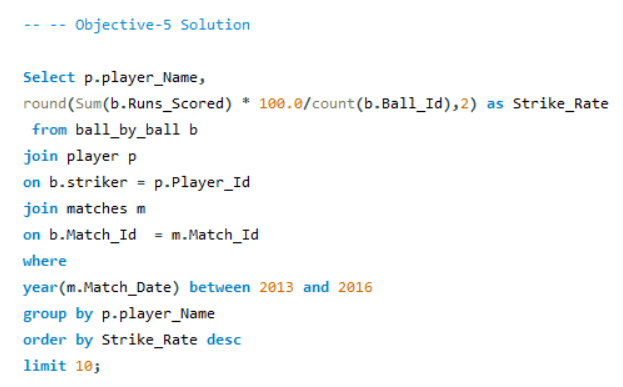 -- -- Objective-5 Solution
Select p.player_Name,
round(Sum(b.Runs_Scored) * 100.0/count(b.Ball_Id),2) as Strike_Rate
from ball_by_ball b
join player p
on b.striker = p.Player_Id
join matches m
on b.Match_Id  = m.Match_Id
where
year(m.Match_Date) between 2013 and 2016
group by p.player_Name
order by Strike_Rate desc
limit 10;